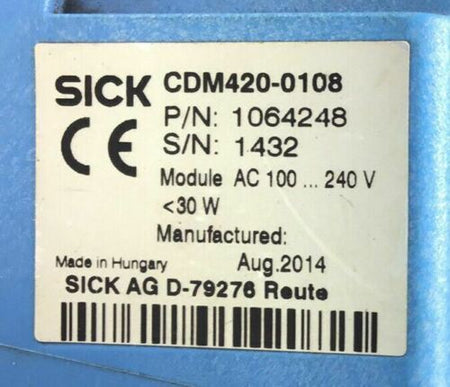 SICK CDM420-0108
P/N: 1064248
S/N: 1432
CE
Module AC 100 ... 240 V
<30 W
Manufactured:
Made in Hungary Aug.2014
SICK AG D-79276 Reute